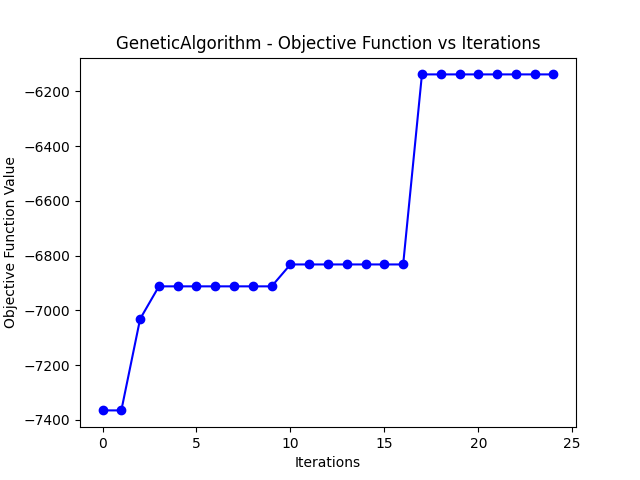 GeneticAlgorithm - Objective Function vs Iterations
Objective Function Value
−6200
−6400
−6600
−6800
−7000
−7200
−7400
0 5 10 15 20 25
Iterations